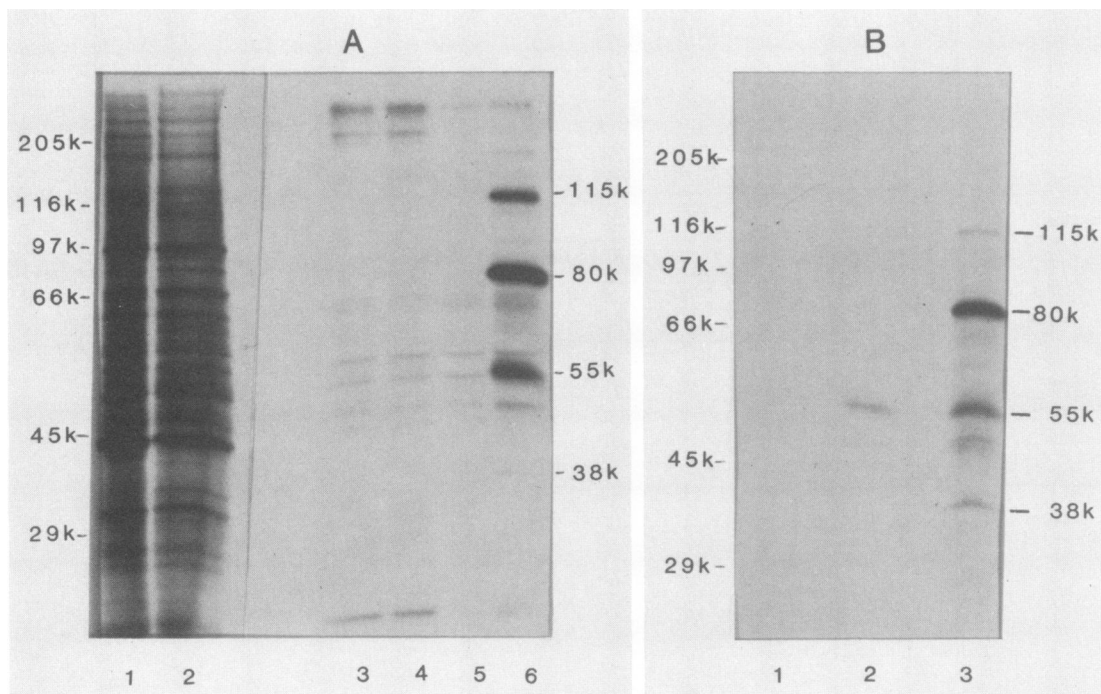 A
205k-
116k-
97k-
66k-
45k-
29k-
-115k
-80k
-55k
-38k
1 2 3 4 5 6
B
205k-
116k-
97k-
66k-
45k-
29k-
-115k
-80k
-55k
-38k
1 2 3